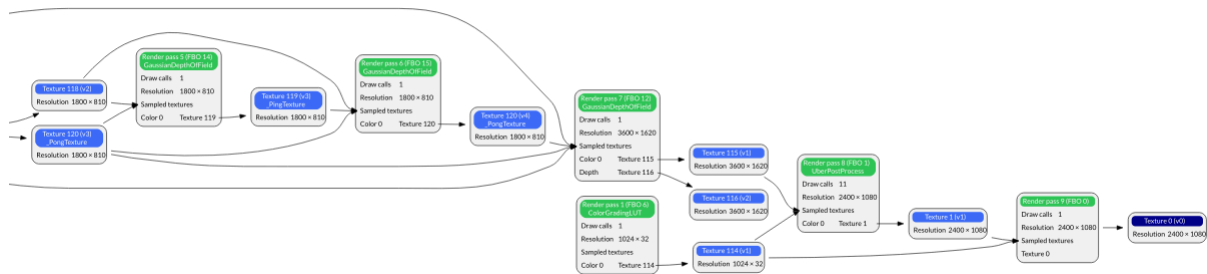 Texture 118 (v2)
Resolution 1800 × 810
Texture 120 (v3)
_PongTexture
Resolution 1800 × 810
Render pass 5 (FBO 14)
GaussianDepthOfField
Draw calls 1
Resolution 1800 × 810
Sampled textures
Color 0 Texture 119
Texture 119 (v3)
_PingTexture
Resolution 1800 × 810
Render pass 6 (FBO 15)
GaussianDepthOfField
Draw calls 1
Resolution 1800 × 810
Sampled textures
Color 0 Texture 120
Texture 120 (v4)
_PongTexture
Resolution 1800 × 810
Render pass 7 (FBO 12)
GaussianDepthOfField
Draw calls 1
Resolution 3600 × 1620
Sampled textures
Color 0 Texture 115
Depth Texture 116
Render pass 1 (FBO 6)
ColorGradingLUT
Draw calls 1
Resolution 1024 × 32
Sampled textures
Color 0 Texture 114
Texture 115 (v1)
Resolution 3600 × 1620
Texture 116 (v2)
Resolution 3600 × 1620
Texture 114 (v1)
Resolution 1024 × 32
Render pass 8 (FBO 1)
UberPostProcess
Draw calls 11
Resolution 2400 × 1080
Sampled textures
Color 0 Texture 1
Texture 1 (v1)
Resolution 2400 × 1080
Render pass 9 (FBO 0)
Draw calls 1
Resolution 2400 × 1080
Sampled textures
Texture 0
Texture 0 (v0)
Resolution 2400 × 1080